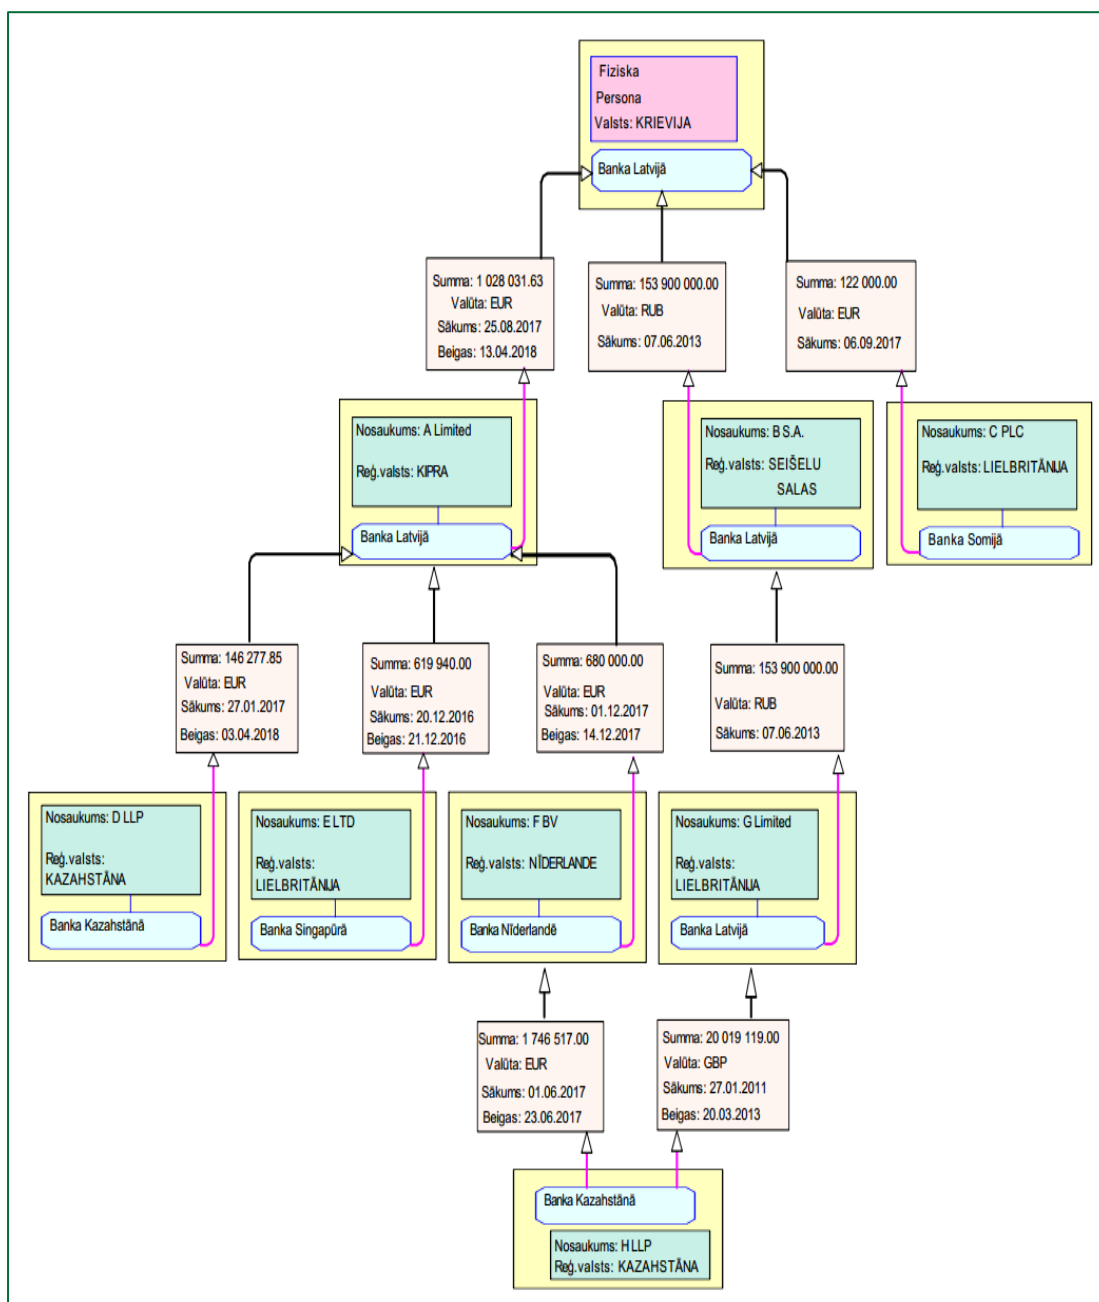 Fiziska
Persona
Valsts: KRIEVIJA
Banka Latvijā
Summa: 1 028 031.63
Valūta: EUR
Sākums: 25.08.2017
Beigas: 13.04.2018
Summa: 153 900 000.00
Valūta: RUB
Sākums: 07.06.2013
Summa: 122 000.00
Valūta: EUR
Sākums: 06.09.2017
Nosaukums: A Limited
Reģ.valsts: KIPRA
Banka Latvijā
Nosaukums: B S.A.
Reģ.valsts: SEIŠELU
SALAS
Banka Latvijā
Nosaukums: C PLC
Reģ.valsts: LIELBRITĀNIJA
Banka Somijā
Summa: 146 277.85
Valūta: EUR
Sākums: 27.01.2017
Beigas: 03.04.2018
Summa: 619 940.00
Valūta: EUR
Sākums: 20.12.2016
Beigas: 21.12.2016
Summa: 680 000.00
Valūta: EUR
Sākums: 01.12.2017
Beigas: 14.12.2017
Summa: 153 900 000.00
Valūta: RUB
Sākums: 07.06.2013
Nosaukums: D LLP
Reģ.valsts:
KAZAHSTĀNA
Banka Kazahstānā
Nosaukums: E LTD
Reģ.valsts:
LIELBRITĀNIJA
Banka Singapūrā
Nosaukums: F BV
Reģ.valsts: NĪDERLANDE
Banka Nīderlandē
Nosaukums: G Limited
Reģ.valsts:
LIELBRITĀNIJA
Banka Latvijā
Summa: 1 746 517.00
Valūta: EUR
Sākums: 01.06.2017
Beigas: 23.06.2017
Summa: 20 019 119.00
Valūta: GBP
Sākums: 27.01.2011
Beigas: 20.03.2013
Banka Kazahstānā
Nosaukums: H LLP
Reģ.valsts: KAZAHSTĀNA